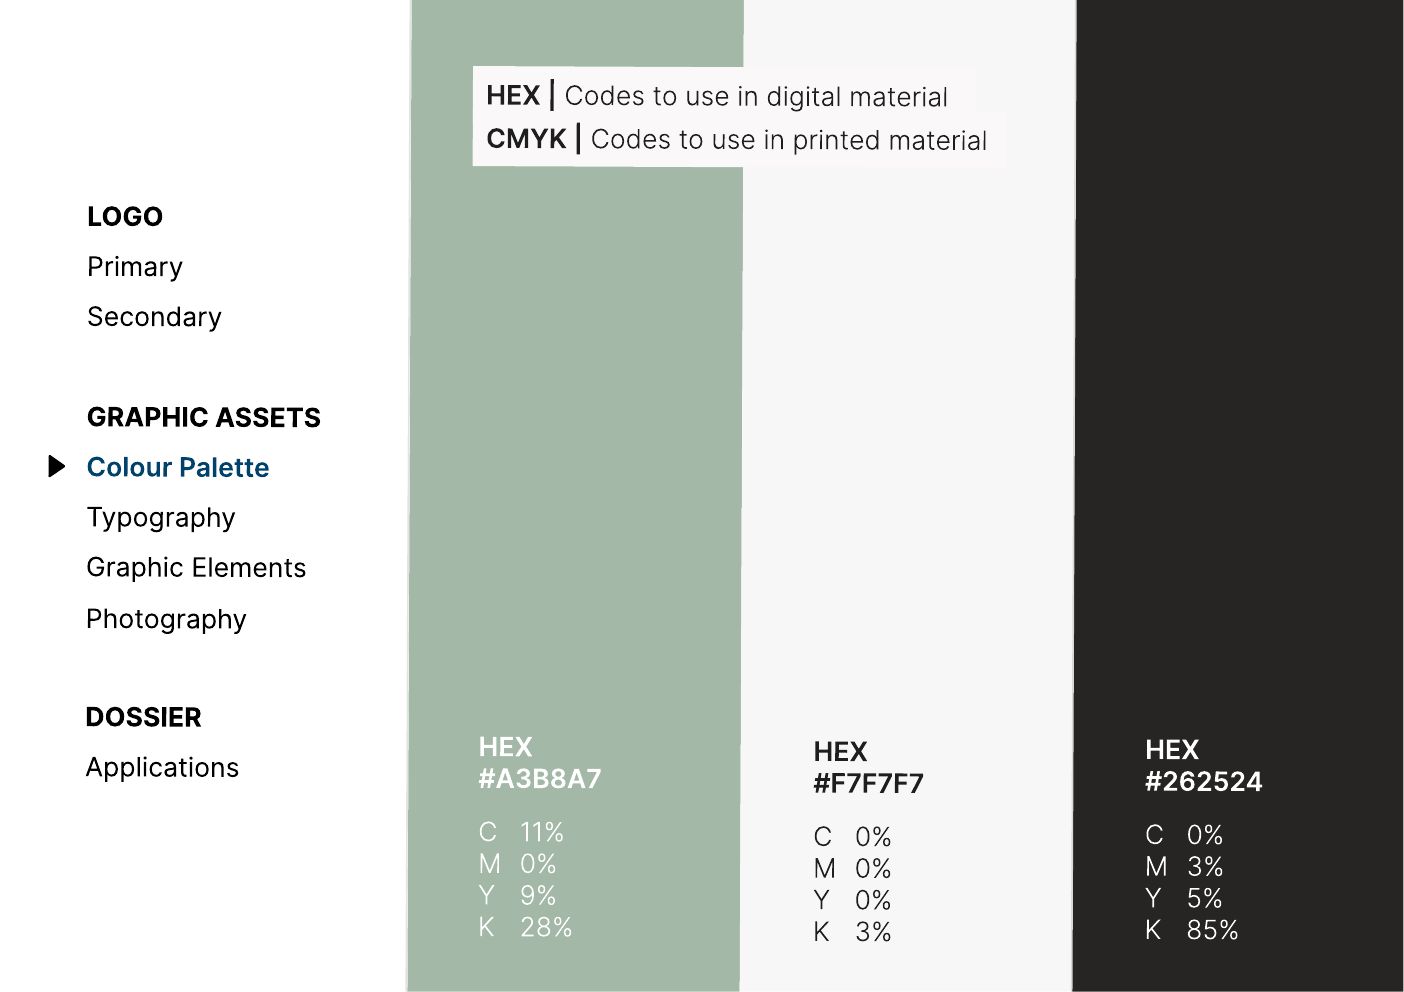 HEX | Codes to use in digital material
CMYK | Codes to use in printed material
LOGO
Primary
Secondary
GRAPHIC ASSETS
Colour Palette
Typography
Graphic Elements
Photography
DOSSIER
Applications
HEX
#A3B8A7
C 11%
M 0%
Y 9%
K 28%
HEX
#F7F7F7
C 0%
M 0%
Y 0%
K 3%
HEX
#262524
C 0%
M 3%
Y 5%
K 85%